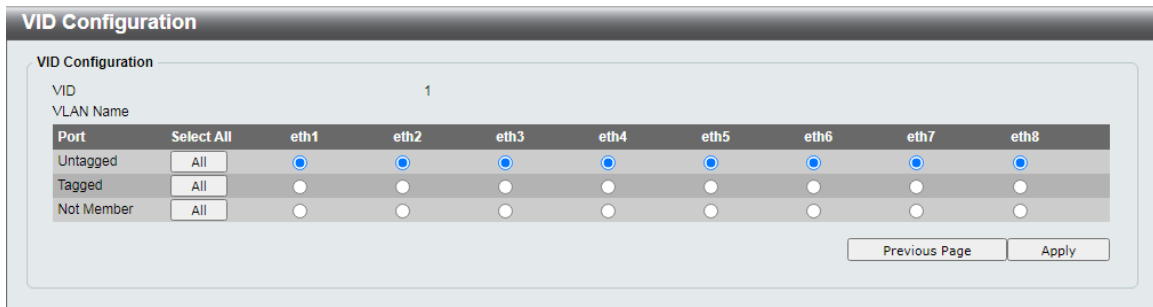 VID Configuration
VID Configuration
VID 1
VLAN Name
Port Select All eth1 eth2 eth3 eth4 eth5 eth6 eth7 eth8
Untagged All
Tagged All
Not Member All
Previous Page Apply